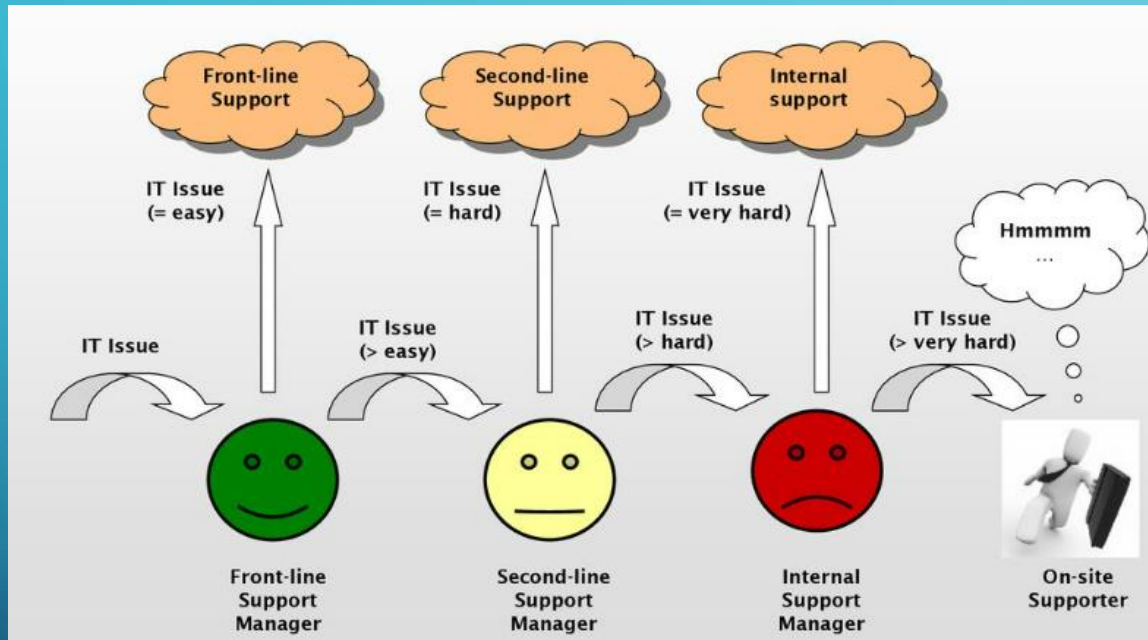 Front-line
Support
Second-line
Support
Internal
support
IT Issue
(= easy)
IT Issue
(= hard)
IT Issue
(= very hard)
Hmmmm
...
IT Issue
IT Issue
(> easy)
IT Issue
(> hard)
IT Issue
(> very hard)
Front-line
Support
Manager
Second-line
Support
Manager
Internal
Support
Manager
On-site
Supporter